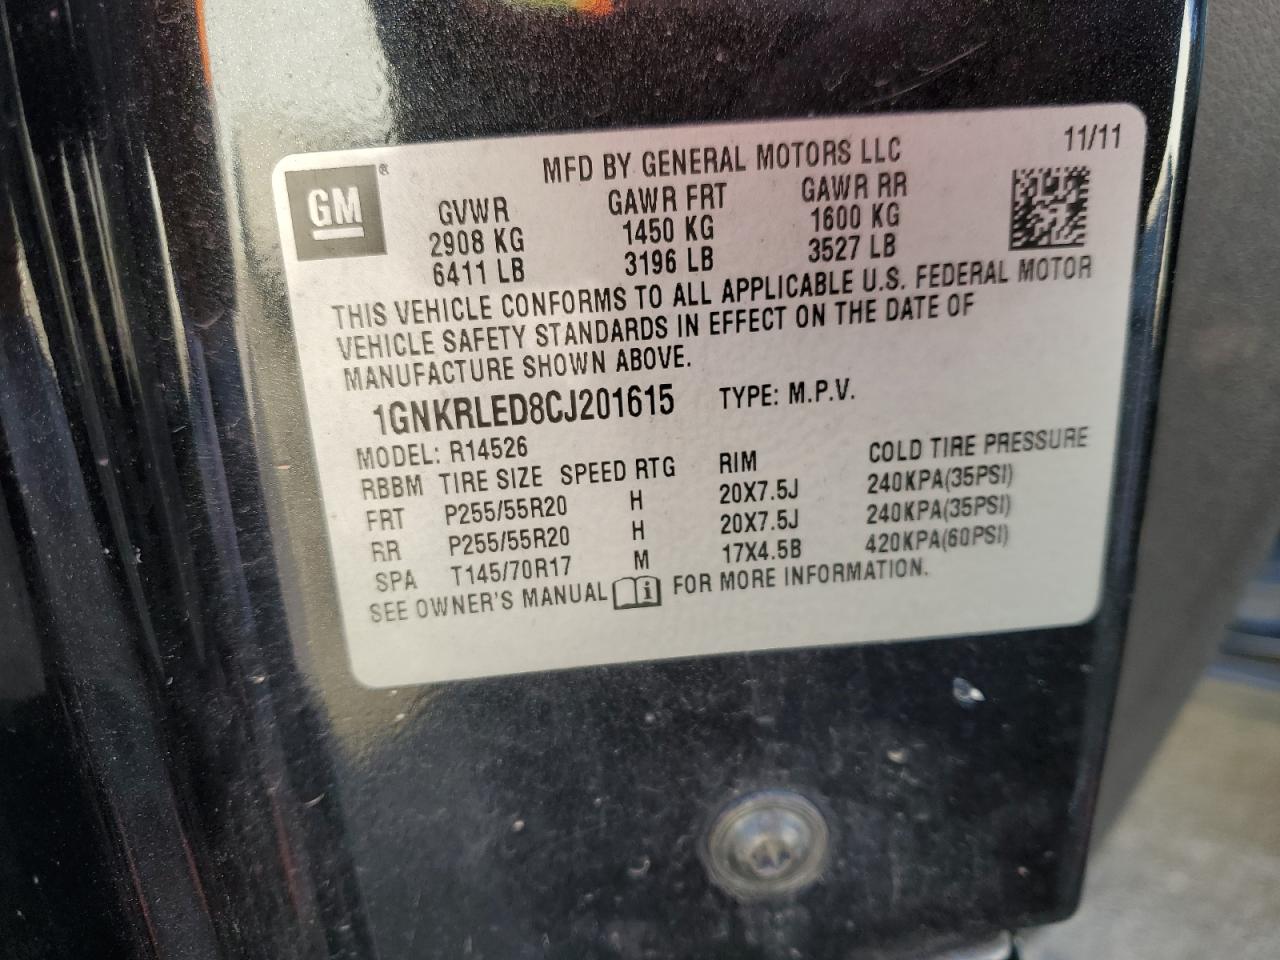 11/11
MFD BY GENERAL MOTORS LLC
GM®
GVWR GAWR FRT GAWR RR
2908 KG 1450 KG 1600 KG
6411 LB 3196 LB 3527 LB
THIS VEHICLE CONFORMS TO ALL APPLICABLE U.S. FEDERAL MOTOR
VEHICLE SAFETY STANDARDS IN EFFECT ON THE DATE OF
MANUFACTURE SHOWN ABOVE.
1GNKRLED8CJ201615 TYPE: M.P.V.
MODEL: R14526
RBBM TIRE SIZE SPEED RTG RIM COLD TIRE PRESSURE
FRT P255/55R20 H 20X7.5J 240KPA(35PSI)
RR P255/55R20 H 20X7.5J 240KPA(35PSI)
SPA T145/70R17 M 17X4.5B 420KPA(60PSI)
SEE OWNER'S MANUAL i FOR MORE INFORMATION.